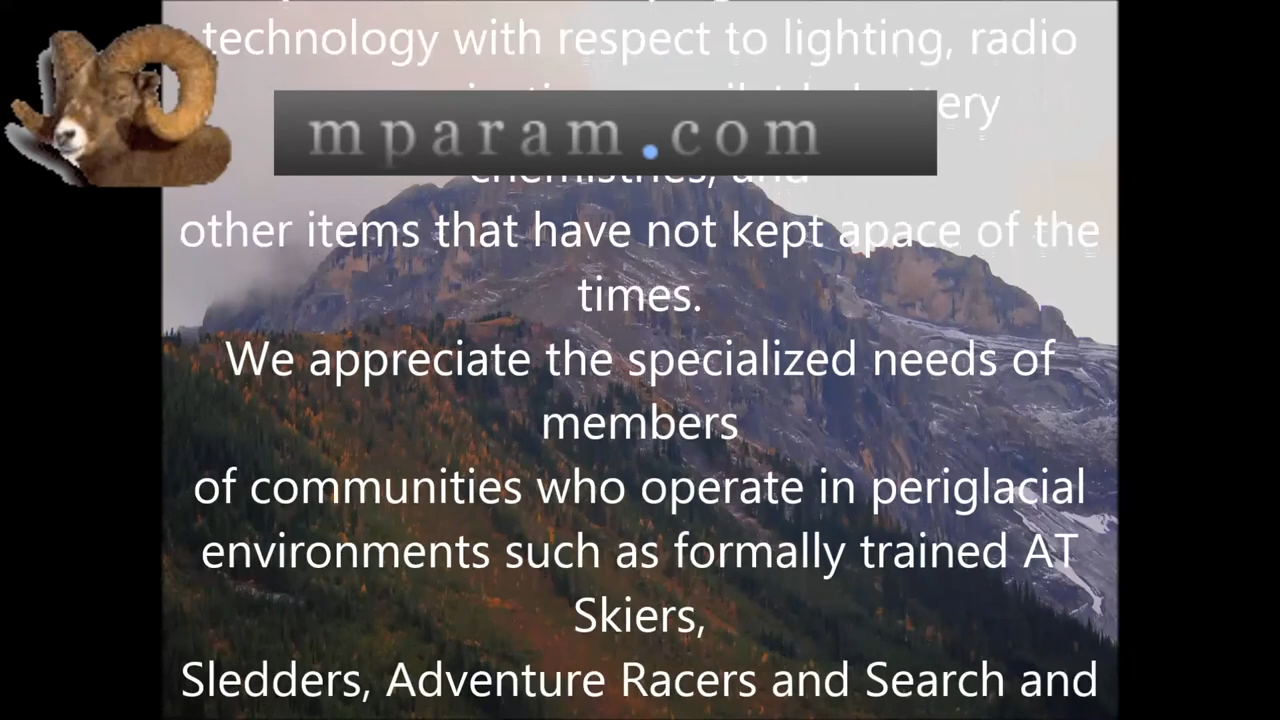 technology with respect to lighting, radio
ery
mparam.com
chemistries, and
other items that have not kept apace of the
times.
We appreciate the specialized needs of
members
of communities who operate in periglacial
environments such as formally trained AT
Skiers,
Sledders, Adventure Racers and Search and